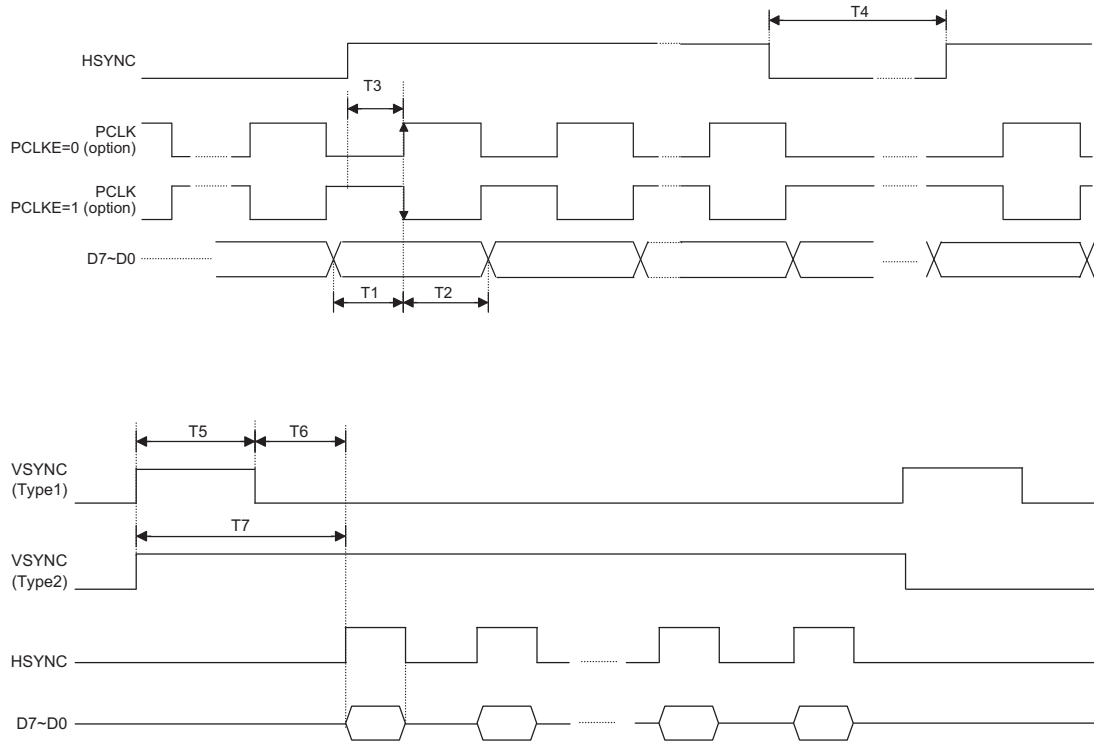 T4
HSYNC
T3
PCLK
PCLKE=0 (option)
PCLK
PCLKE=1 (option)
D7~D0
T1 T2
T5 T6
VSYNC
(Type1)
T7
VSYNC
(Type2)
HSYNC
D7~D0